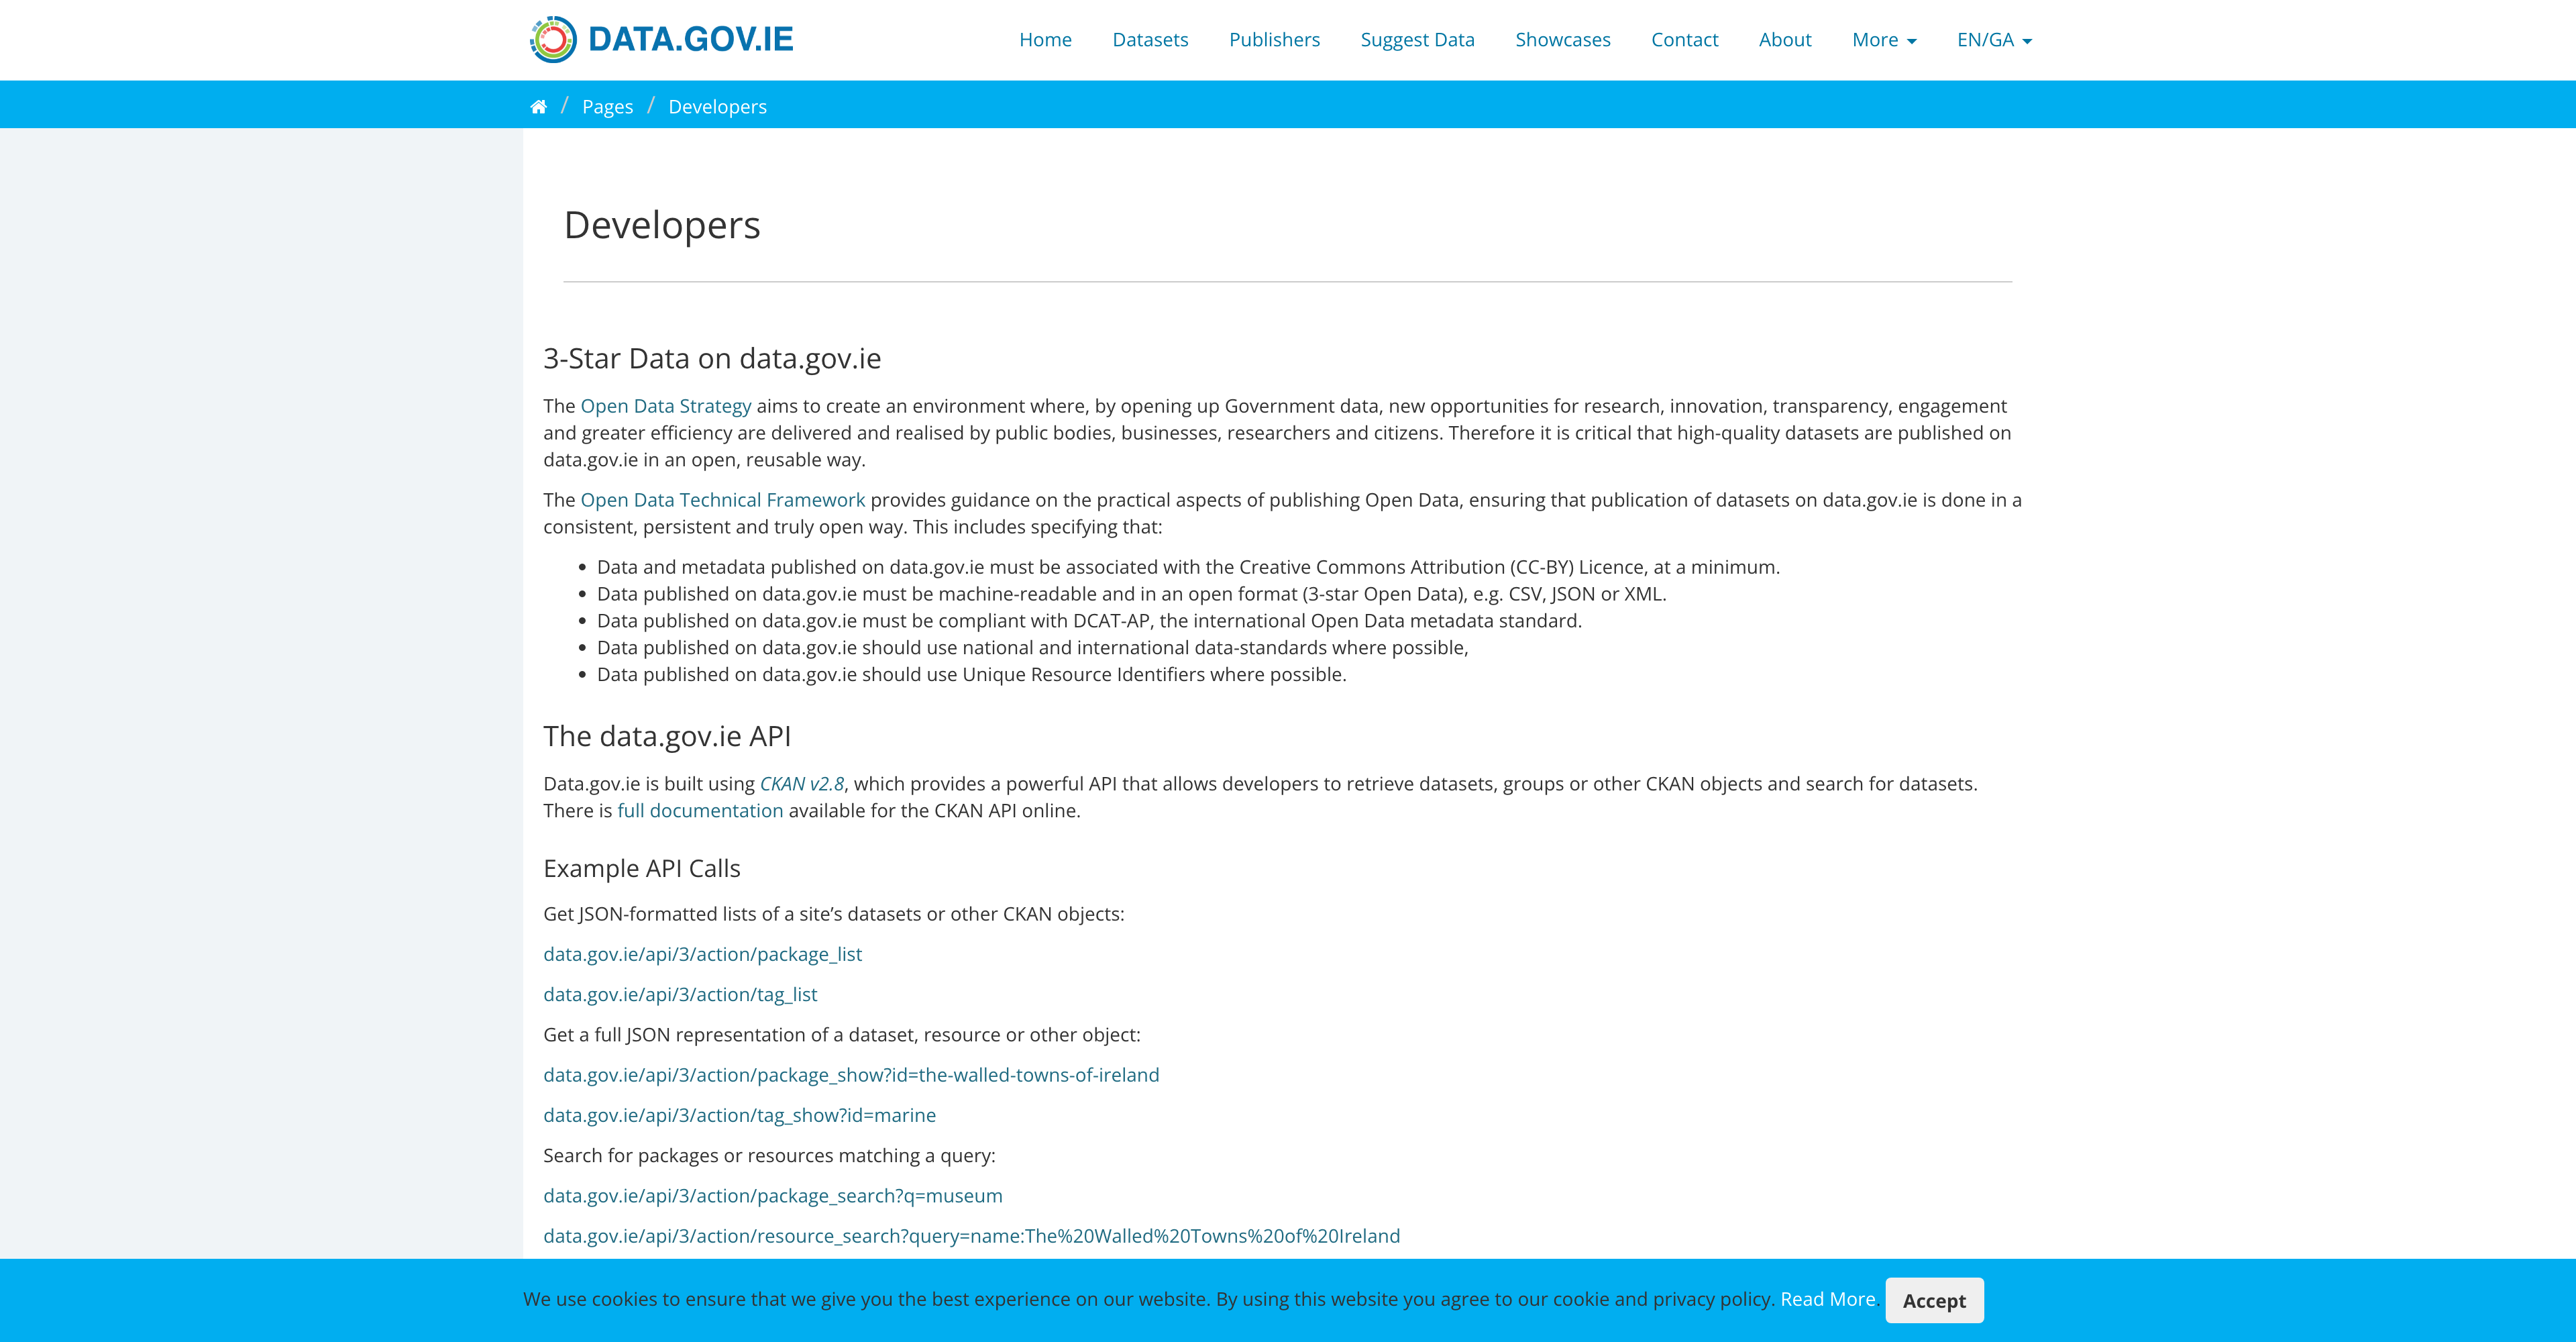 DATA.GOV.IE
Home Datasets Publishers Suggest Data Showcases Contact About More EN/GA
/ Pages / Developers
Developers
3-Star Data on data.gov.ie
The Open Data Strategy aims to create an environment where, by opening up Government data, new opportunities for research, innovation, transparency, engagement
and greater efficiency are delivered and realised by public bodies, businesses, researchers and citizens. Therefore it is critical that high-quality datasets are published on
data.gov.ie in an open, reusable way.
The Open Data Technical Framework provides guidance on the practical aspects of publishing Open Data, ensuring that publication of datasets on data.gov.ie is done in a
consistent, persistent and truly open way. This includes specifying that:
• Data and metadata published on data.gov.ie must be associated with the Creative Commons Attribution (CC-BY) Licence, at a minimum.
• Data published on data.gov.ie must be machine-readable and in an open format (3-star Open Data), e.g. CSV, JSON or XML.
• Data published on data.gov.ie must be compliant with DCAT-AP, the international Open Data metadata standard.
• Data published on data.gov.ie should use national and international data-standards where possible,
• Data published on data.gov.ie should use Unique Resource Identifiers where possible.
The data.gov.ie API
Data.gov.ie is built using CKAN v2.8, which provides a powerful API that allows developers to retrieve datasets, groups or other CKAN objects and search for datasets.
There is full documentation available for the CKAN API online.
Example API Calls
Get JSON-formatted lists of a site’s datasets or other CKAN objects:
data.gov.ie/api/3/action/package_list
data.gov.ie/api/3/action/tag_list
Get a full JSON representation of a dataset, resource or other object:
data.gov.ie/api/3/action/package_show?id=the-walled-towns-of-ireland
data.gov.ie/api/3/action/tag_show?id=marine
Search for packages or resources matching a query:
data.gov.ie/api/3/action/package_search?q=museum
data.gov.ie/api/3/action/resource_search?query=name:The%20Walled%20Towns%20of%20Ireland
We use cookies to ensure that we give you the best experience on our website. By using this website you agree to our cookie and privacy policy. Read More. Accept